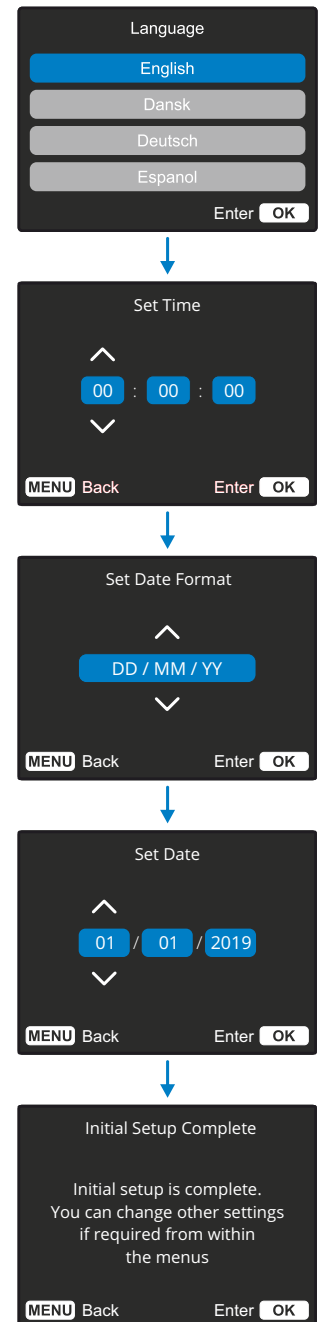 Language
English
Dansk
Deutsch
Espanol
Enter OK
Set Time
00 : 00 : 00
MENU Back Enter OK
Set Date Format
DD / MM / YY
MENU Back Enter OK
Set Date
01 / 01 / 2019
MENU Back Enter OK
Initial Setup Complete
Initial setup is complete.
You can change other settings
if required from within
the menus
MENU Back Enter OK